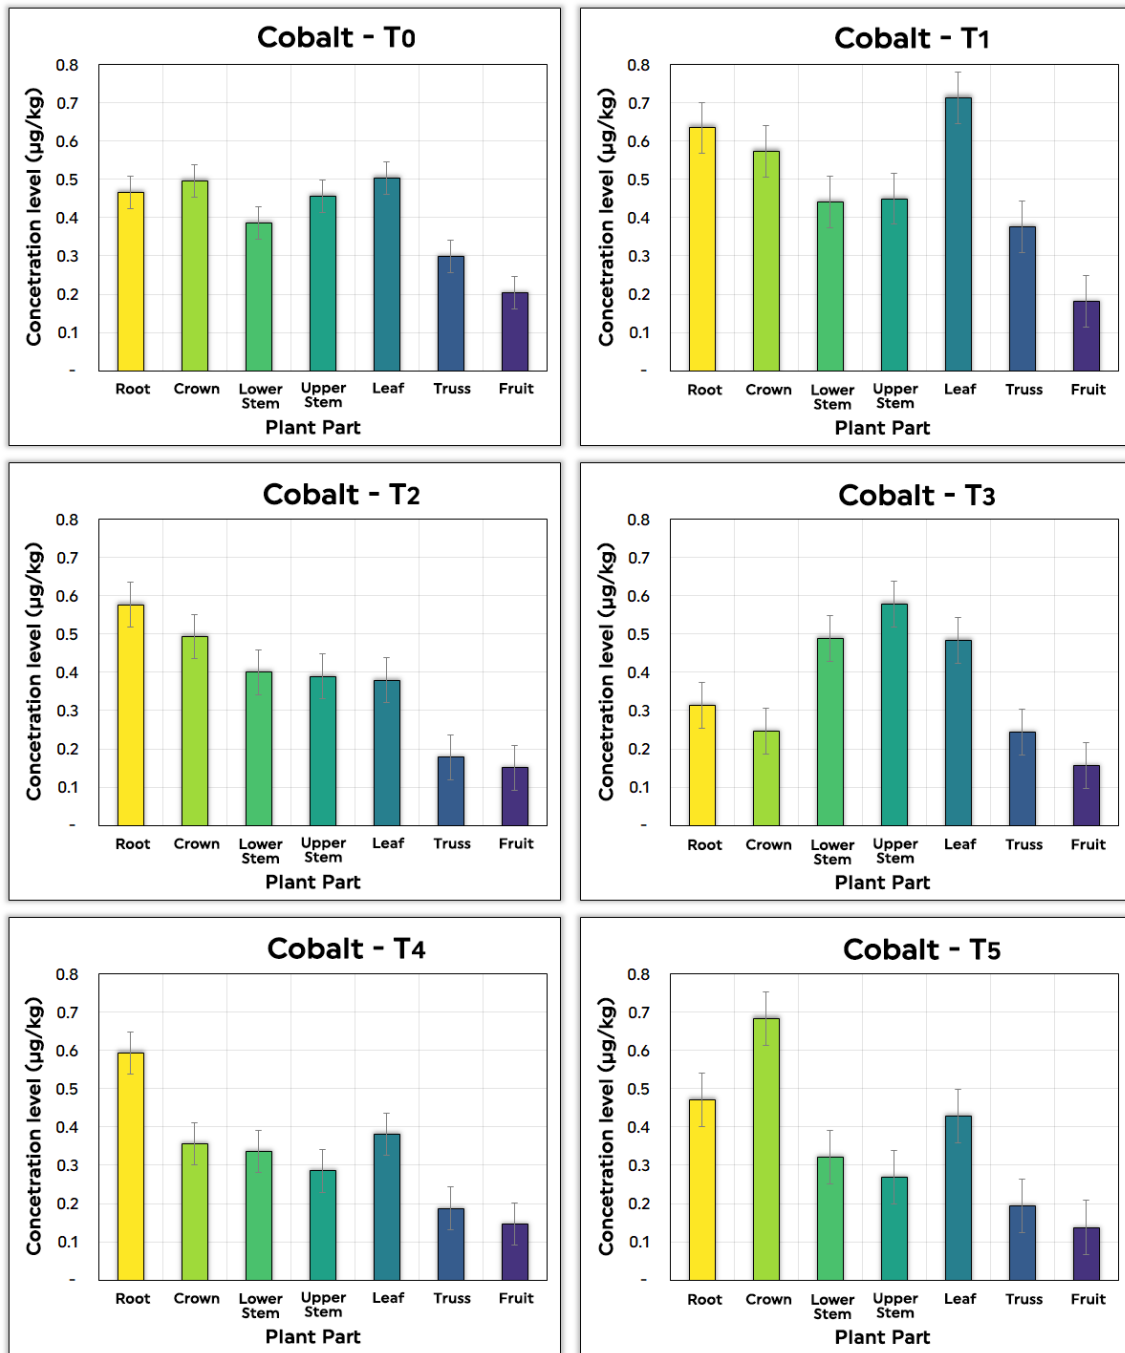 Cobalt - T0
Concetration level (µg/kg)
0.8
0.7
0.6
0.5
0.4
0.3
0.2
0.1
-
Root Crown Lower Stem Upper Stem Leaf Truss Fruit
Plant Part
Cobalt - T1
Concetration level (µg/kg)
0.8
0.7
0.6
0.5
0.4
0.3
0.2
0.1
-
Root Crown Lower Stem Upper Stem Leaf Truss Fruit
Plant Part
Cobalt - T2
Concetration level (µg/kg)
0.8
0.7
0.6
0.5
0.4
0.3
0.2
0.1
-
Root Crown Lower Stem Upper Stem Leaf Truss Fruit
Plant Part
Cobalt - T3
Concetration level (µg/kg)
0.8
0.7
0.6
0.5
0.4
0.3
0.2
0.1
-
Root Crown Lower Stem Upper Stem Leaf Truss Fruit
Plant Part
Cobalt - T4
Concetration level (µg/kg)
0.8
0.7
0.6
0.5
0.4
0.3
0.2
0.1
-
Root Crown Lower Stem Upper Stem Leaf Truss Fruit
Plant Part
Cobalt - T5
Concetration level (µg/kg)
0.8
0.7
0.6
0.5
0.4
0.3
0.2
0.1
-
Root Crown Lower Stem Upper Stem Leaf Truss Fruit
Plant Part